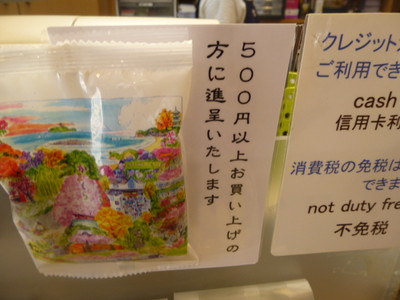 ５００円以上お買い上げの
方に進呈いたします
クレジット
ご利用でき
cash
信用卡利
消費税の免税は
できま
not duty fre
不免税